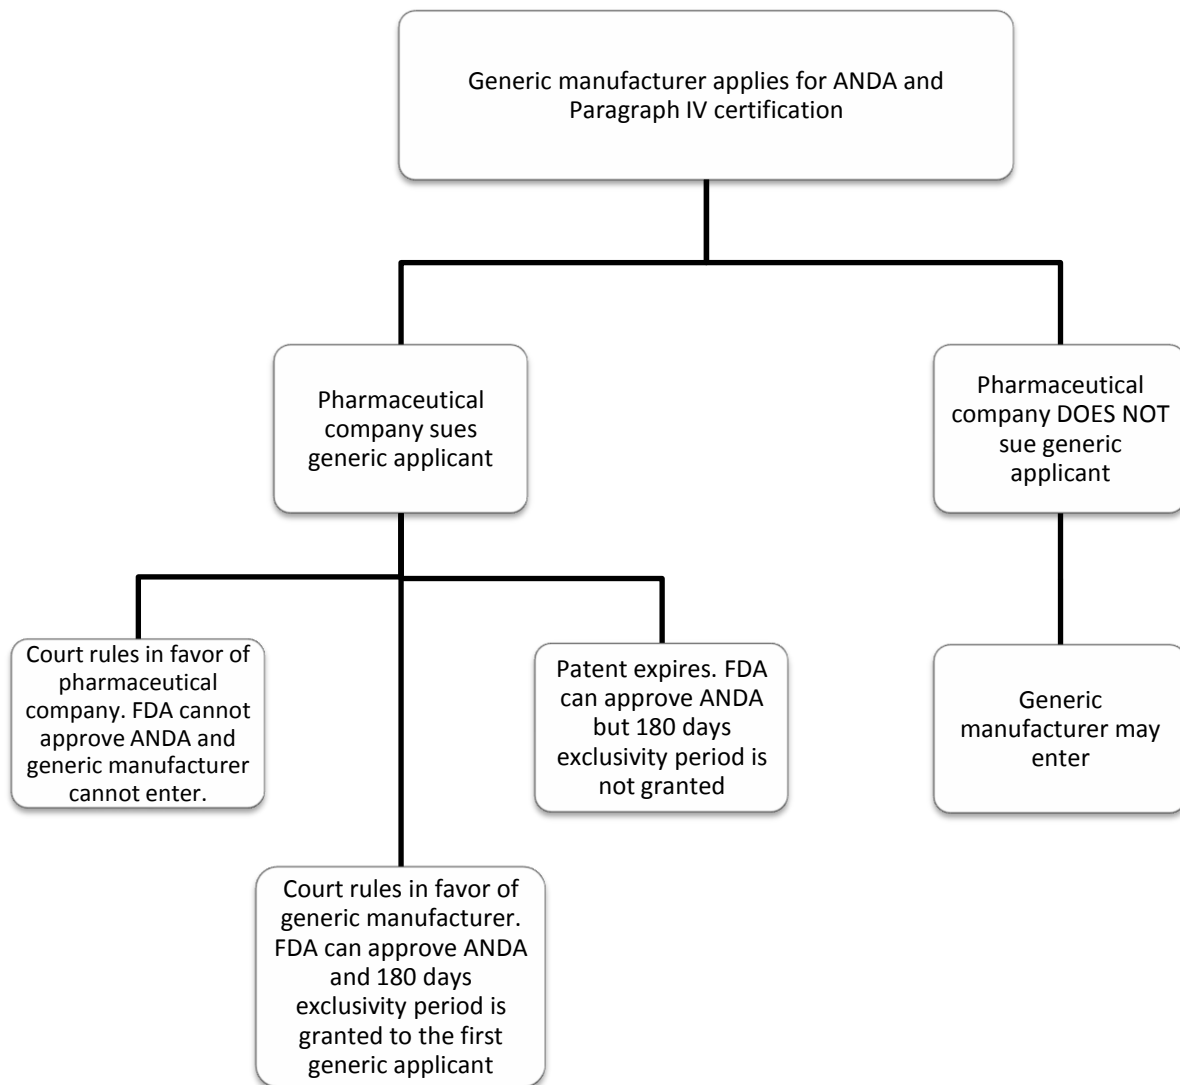 Generic manufacturer applies for ANDA and
Paragraph IV certification
Pharmaceutical
company sues
generic applicant
Pharmaceutical
company DOES NOT
sue generic
applicant
Court rules in favor of
pharmaceutical
company. FDA cannot
approve ANDA and
generic manufacturer
cannot enter.
Court rules in favor of
generic manufacturer.
FDA can approve ANDA
and 180 days
exclusivity period is
granted to the first
generic applicant
Patent expires. FDA
can approve ANDA
but 180 days
exclusivity period is
not granted
Generic
manufacturer may
enter